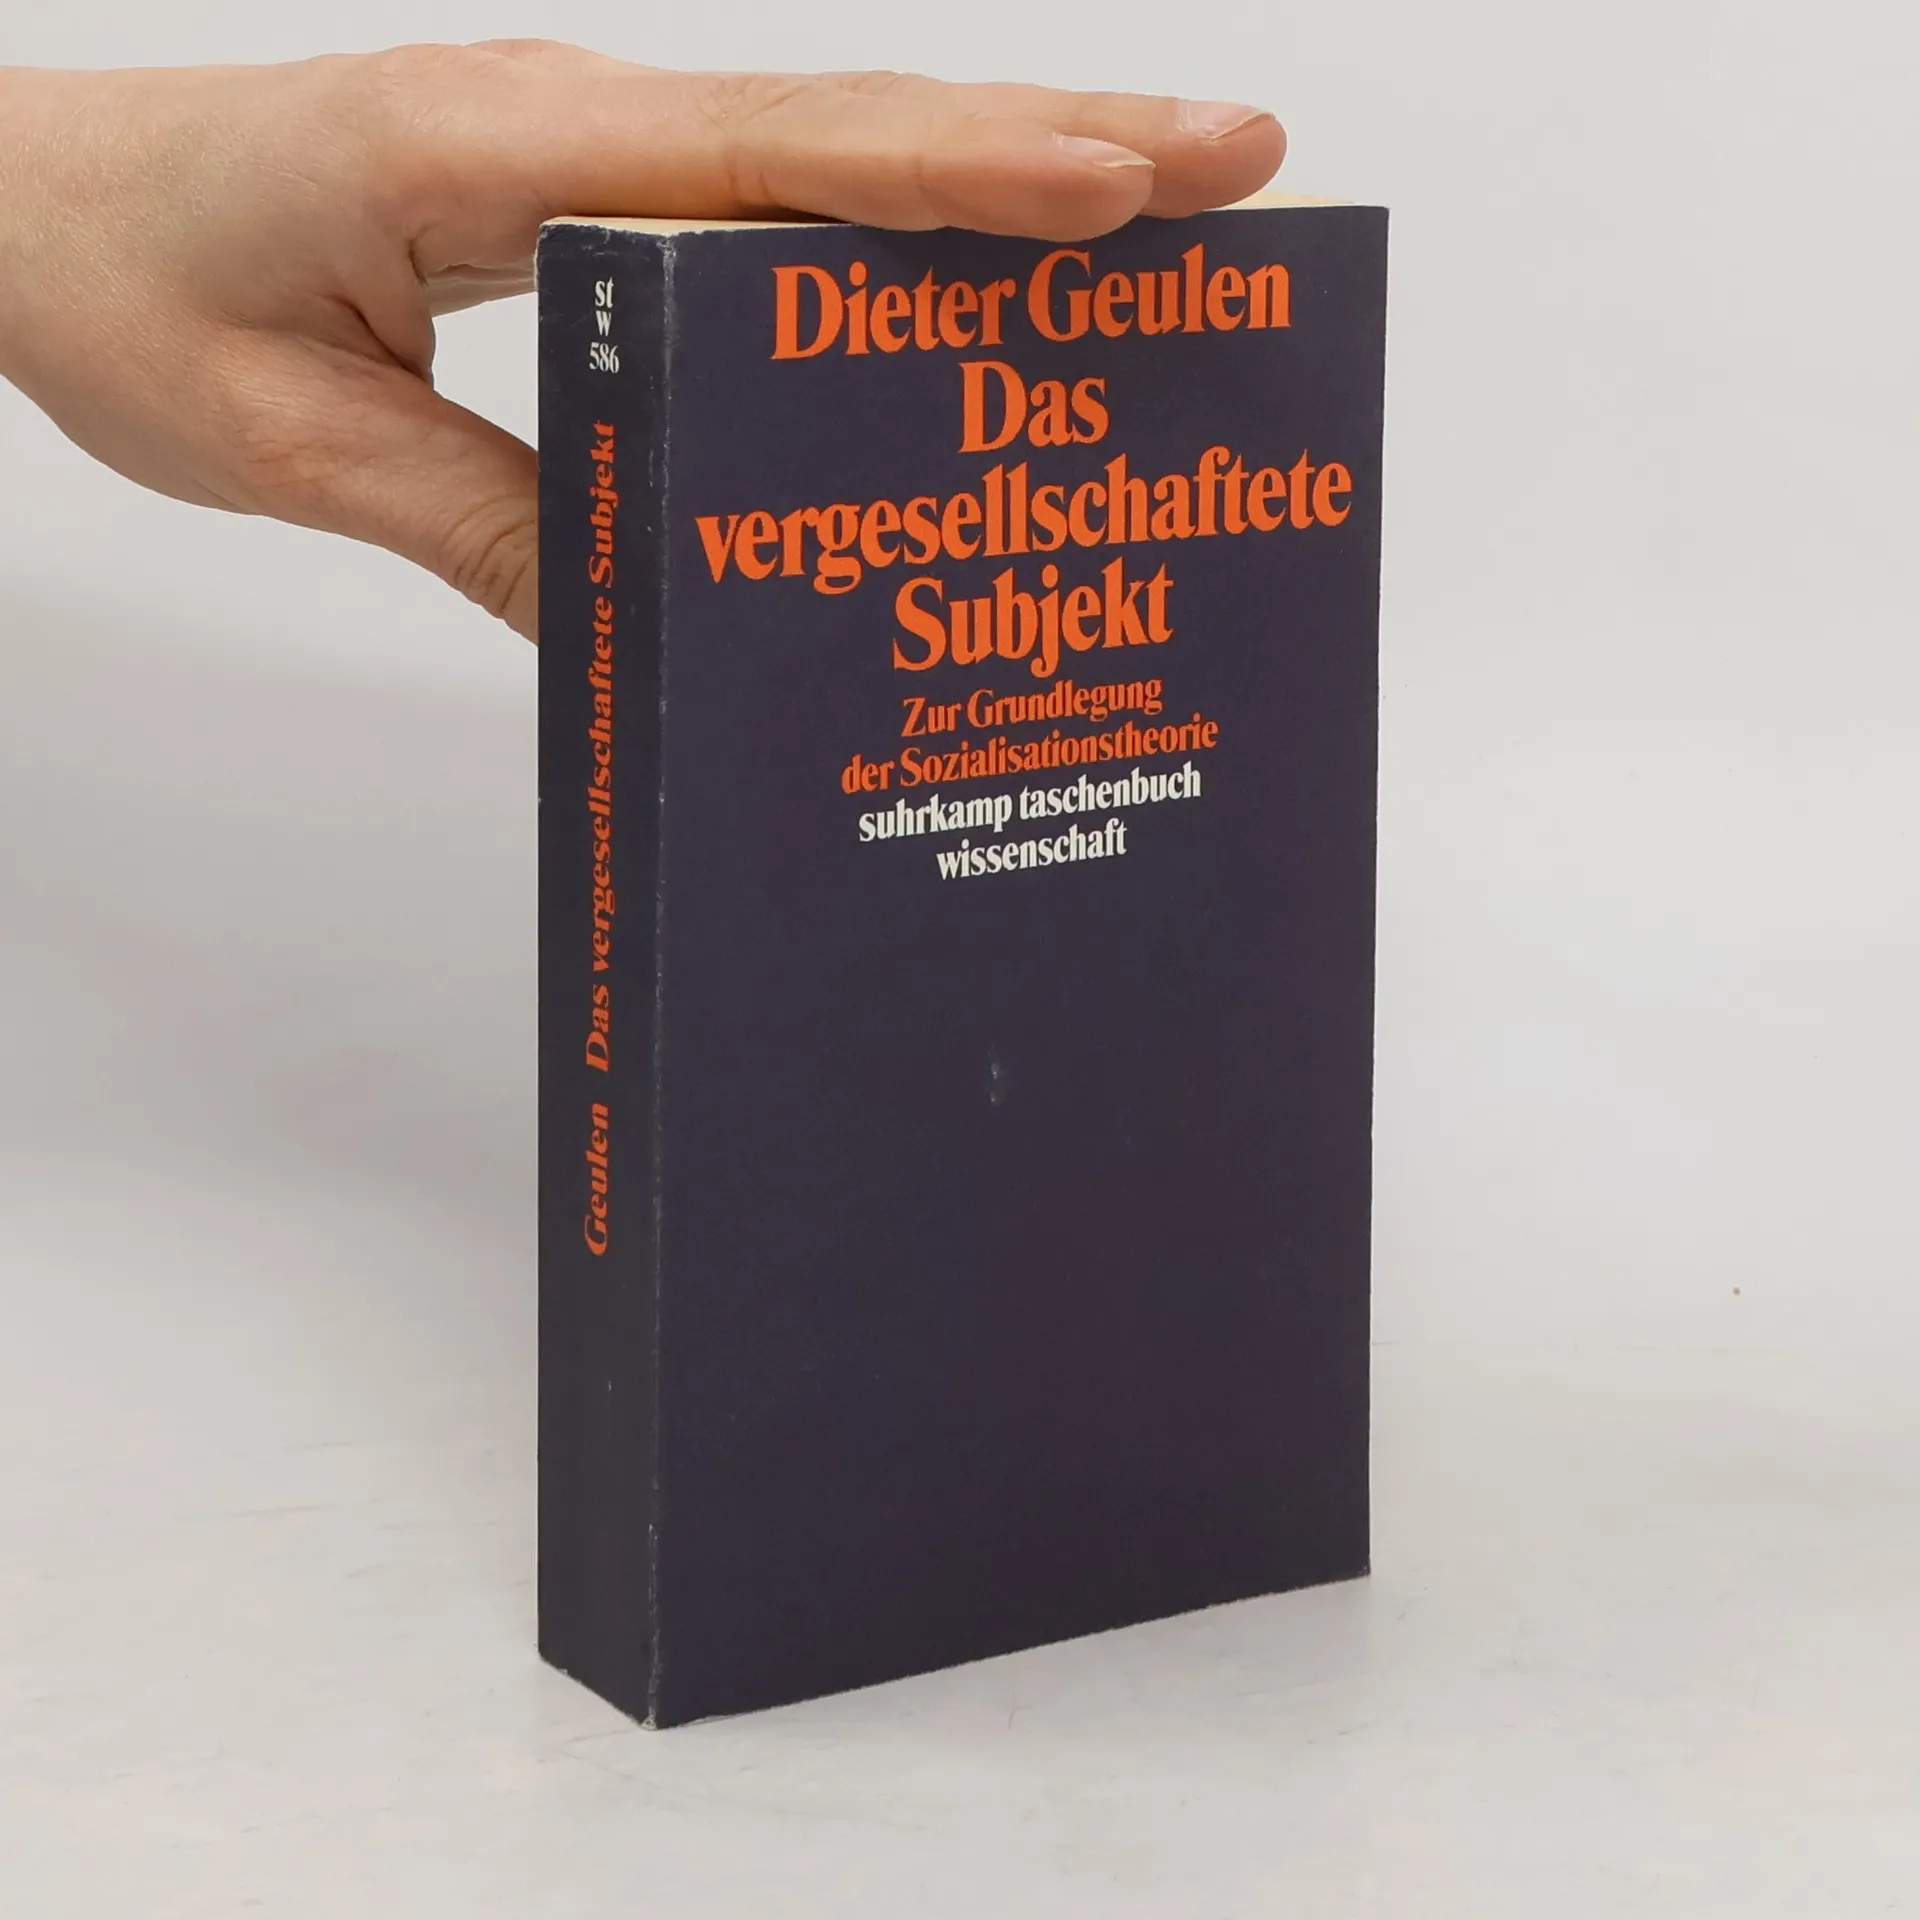 st
w
586
Geulen Das vergesellschaftete Subjekt
Dieter Geulen
Das
vergesellschaftete
Subjekt
Zur Grundlegung
der Sozialisationstheorie
suhrkamp taschenbuch
wissenschaft